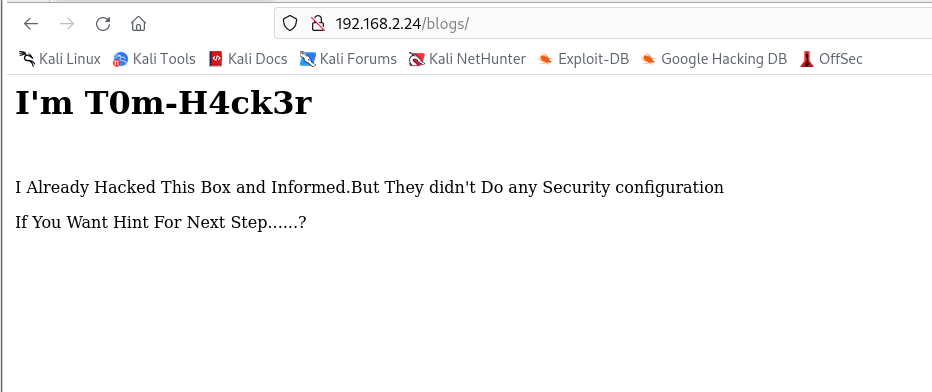 192.168.2.24/blogs/
Kali Linux Kali Tools Kali Docs Kali Forums Kali NetHunter Exploit-DB Google Hacking DB OffSec
I'm T0m-H4ck3r
I Already Hacked This Box and Informed.But They didn't Do any Security configuration
If You Want Hint For Next Step......?